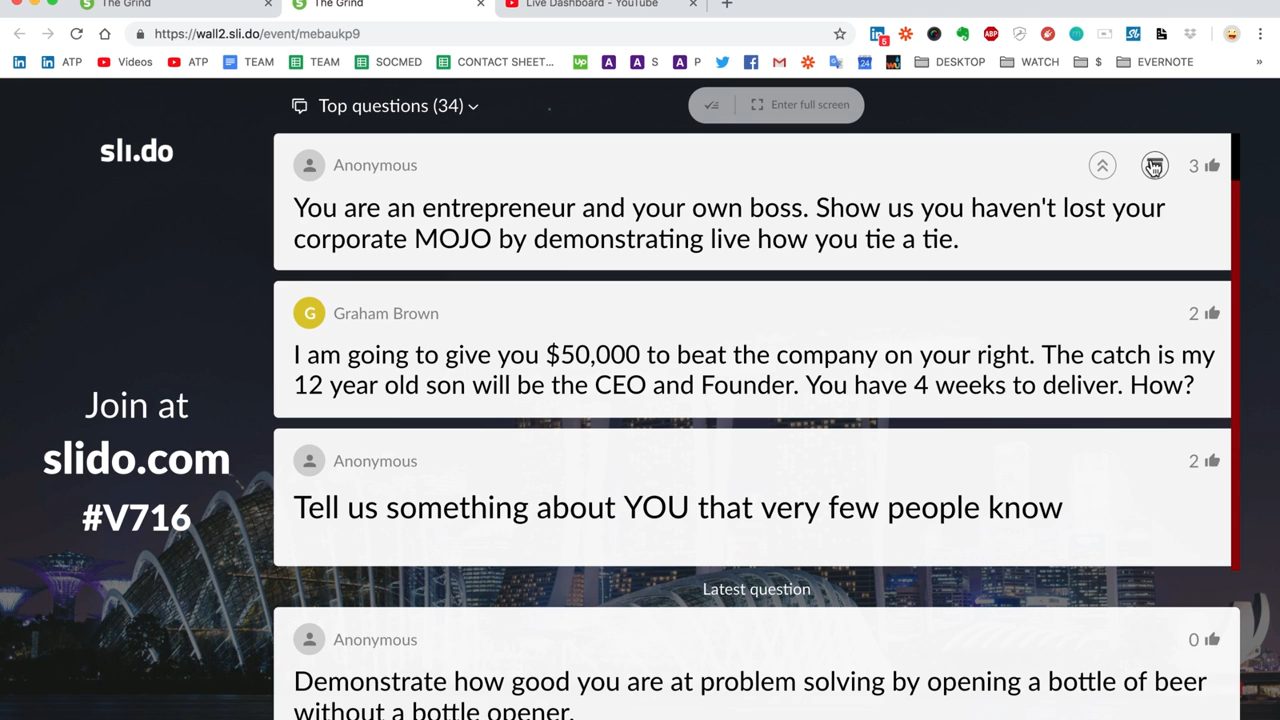 The Grind
The Grind
Live Dashboard - YouTube
https://wall2.sli.do/event/mebaukp9
5
ABP
ATP
Videos
ATP
TEAM
TEAM
SOCMED
CONTACT SHEET...
up
A
A S
A P
24
DESKTOP
WATCH
$
EVERNOTE
»
Top questions (34)
Enter full screen
sli.do
Anonymous
3
You are an entrepreneur and your own boss. Show us you haven't lost your
corporate MOJO by demonstrating live how you tie a tie.
G Graham Brown
2
I am going to give you $50,000 to beat the company on your right. The catch is my
12 year old son will be the CEO and Founder. You have 4 weeks to deliver. How?
Join at
slido.com
#V716
Anonymous
2
Tell us something about YOU that very few people know
Latest question
Anonymous
0
Demonstrate how good you are at problem solving by opening a bottle of beer
without a bottle opener.